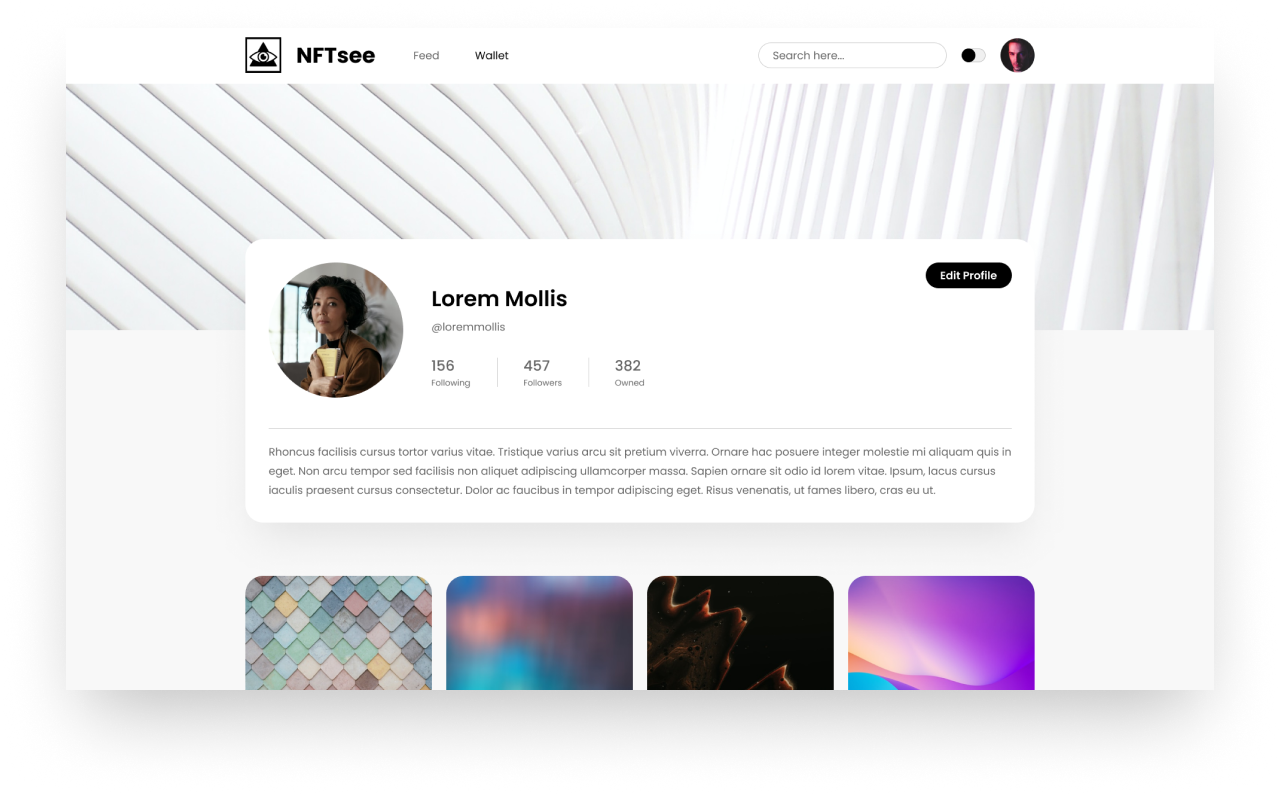 NFTsee Feed Wallet Search here... 
Edit Profile
Lorem Mollis
@loremmollis
156 457 382
Following Followers Owned
Rhoncus facilisis cursus tortor varius vitae. Tristique varius arcu sit pretium viverra. Ornare hac posuere integer molestie mi aliquam quis in
eget. Non arcu tempor sed facilisis non aliquet adipiscing ullamcorper massa. Sapien ornare sit odio id lorem vitae. Ipsum, lacus cursus
iaculis praesent cursus consectetur. Dolor ac faucibus in tempor adipiscing eget. Risus venenatis, ut fames libero, cras eu ut.